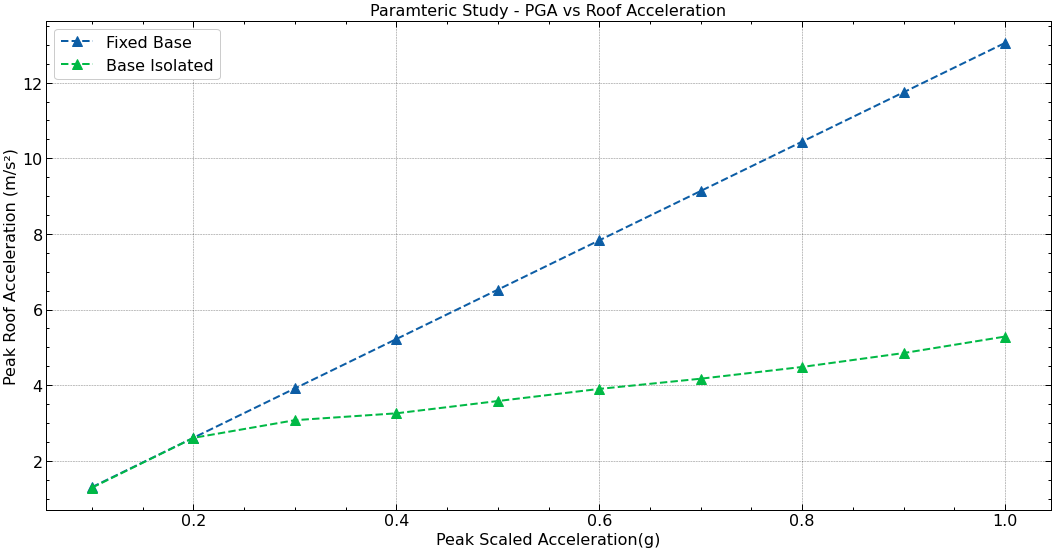 Paramteric Study - PGA vs Roof Acceleration
Fixed Base
Base Isolated
Peak Roof Acceleration (m/s²)
12
10
8
6
4
2
0.2
0.4
0.6
0.8
1.0
Peak Scaled Acceleration(g)